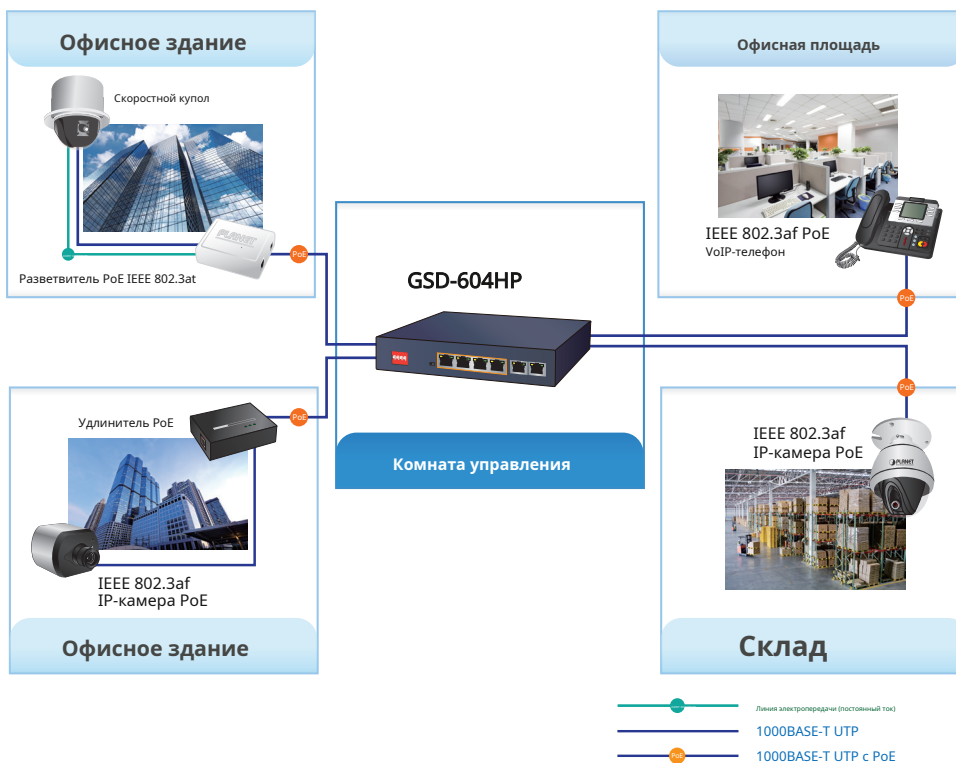 Офисное здание
Скоростной купол
PLANET
PoE
Разветвитель PoE IEEE 802.3at
Офисная площадь
IEEE 802.3af PoE
VoIP-телефон
PoE
GSD-604HP
Комната управления
Удлинитель PoE
PoE
IEEE 802.3af
IP-камера PoE
Офисное здание
PoE
IEEE 802.3af
IP-камера PoE
PLANET
Склад
Линия электропередачи (постоянный ток)
1000BASE-T UTP
PoE
1000BASE-T UTP с PoE